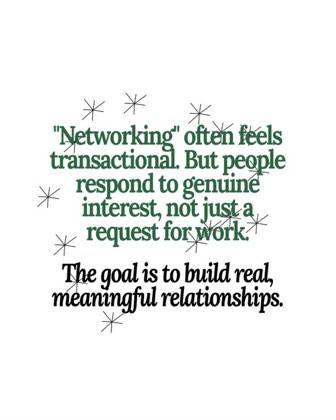 "Networking" often feels
transactional. But people
respond to genuine
interest, not just a
request for work.
The goal is to build real,
meaningful relationships.